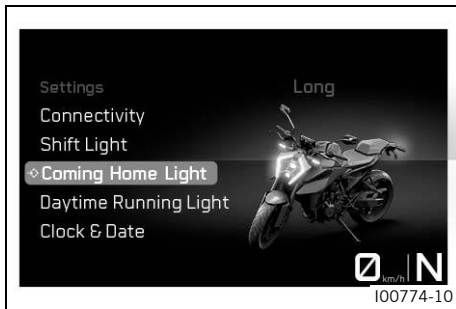 Settings
Long
Connectivity
Shift Light
Coming Home Light
Daytime Running Light
Clock & Date
0 km/h N
I00774-10